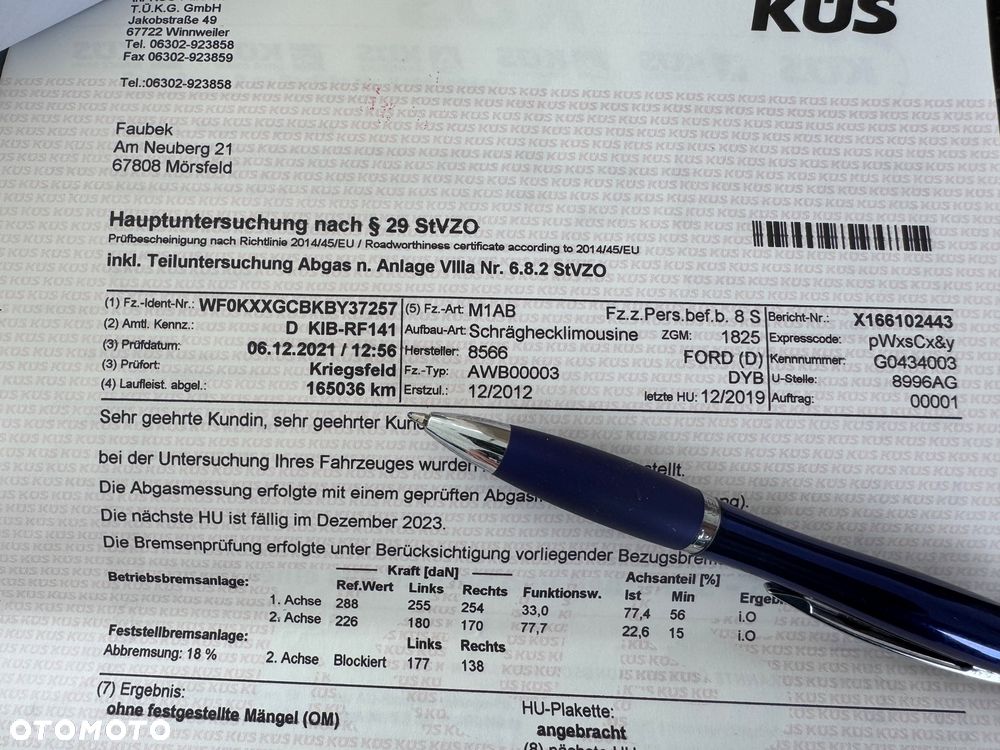 T.Ü.K.G. GmbH
Jakobstraße 49
67722 Winnweiler
Tel. 06302-923858
Fax 06302-923859
Tel.:06302-923858
KÜS
Faubek
Am Neuberg 21
67808 Mörsfeld
Hauptuntersuchung nach § 29 StVZO
Prüfbescheinigung nach Richtlinie 2014/45/EU / Roadworthiness certificate according to 2014/45/EU
inkl. Teiluntersuchung Abgas n. Anlage VIIIa Nr. 6.8.2 StVZO
(1) Fz.-Ident-Nr.: WF0KXXGCBKBY37257 (5) Fz.-Art: M1AB Fz.z.Pers.bef.b. 8 S Bericht-Nr.: X166102443
(2) Amtl. Kennz.: D KIB-RF141 Aufbau-Art: Schräghecklimousine ZGM: 1825 Expresscode: pWxsCx&y
(3) Prüfdatum: 06.12.2021 / 12:56 Hersteller: 8566 FORD (D) Kennnummer: G0434003
(3) Prüfort: Kriegsfeld Fz.-Typ: AWB00003 DYB U-Stelle: 8996AG
(4) Laufleist. abgel.: 165036 km Erstzul.: 12/2012 letzte HU: 12/2019 Auftrag: 00001
Sehr geehrte Kundin, sehr geehrter
bei der Untersuchung Ihres Fahrzeuges wurden
Die Abgasmessung erfolgte mit einem geprüften
Die nächste HU ist fällig im Dezember 2023.
Die Bremsenprüfung erfolgte unter Berücksichtigung vorliegender
Kraft [daN] Achsanteil [%]
Betriebsbremsanlage: Ref.Wert Links Rechts Funktionsw. Ist Min
1. Achse 288 255 254 33,0 77,4 56 i.O
2. Achse 226 180 170 77,7 22,6 15 i.O
Feststellbremsanlage: Links Rechts
Abbremsung: 18 % 2. Achse Blockiert 177 138
(7) Ergebnis: HU-Plakette:
ohne festgestellte Mängel (OM) angebracht
OTOMOTO